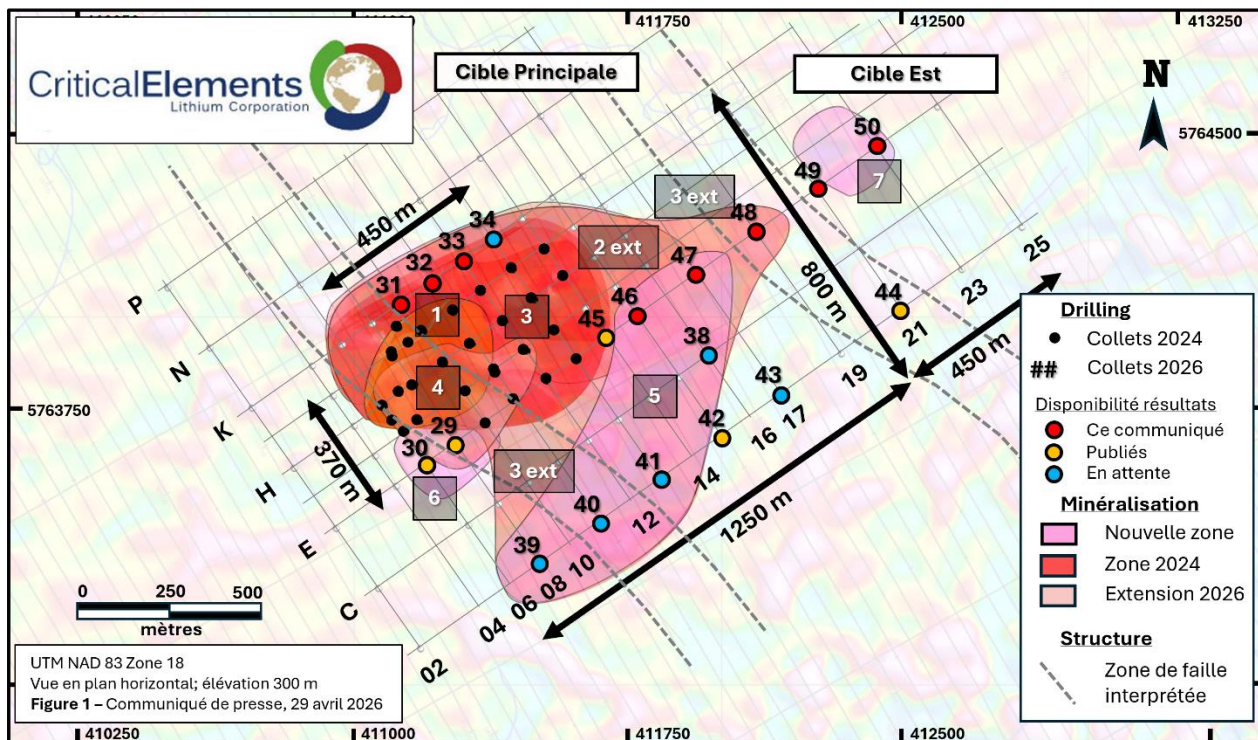 410250
411000
411750
412500
413250
CriticalElements
Lithium Corporation
Cible Principale
Cible Est
N
5764500
5763750
50
49
7
3 ext
48
2 ext
47
46
45
34
33
32
31
1
3
4
5
38
44
43
42
41
40
39
29
30
6
3 ext
450 m
800 m
450 m
370 m
1250 m
P
N
K
H
E
C
02
04
06
08
10
12
14
16
17
19
21
23
25
Drilling
Collets 2024
## Collets 2026
Disponibilité résultats
Ce communiqué
Publiés
En attente
Minéralisation
Nouvelle zone
Zone 2024
Extension 2026
Structure
Zone de faille
interprétée
0 250 500
mètres
UTM NAD 83 Zone 18
Vue en plan horizontal; élévation 300 m
Figure 1 – Communiqué de presse, 29 avril 2026
410250
411000
411750
412500